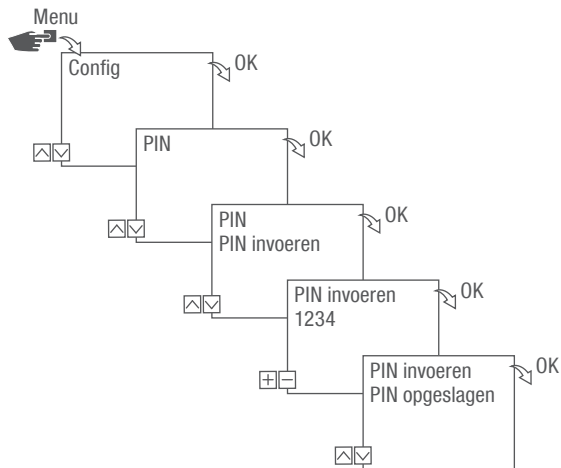 Menu
Config
OK
PIN
OK
PIN
PIN invoeren
OK
PIN invoeren
1234
OK
PIN invoeren
PIN opgeslagen
OK